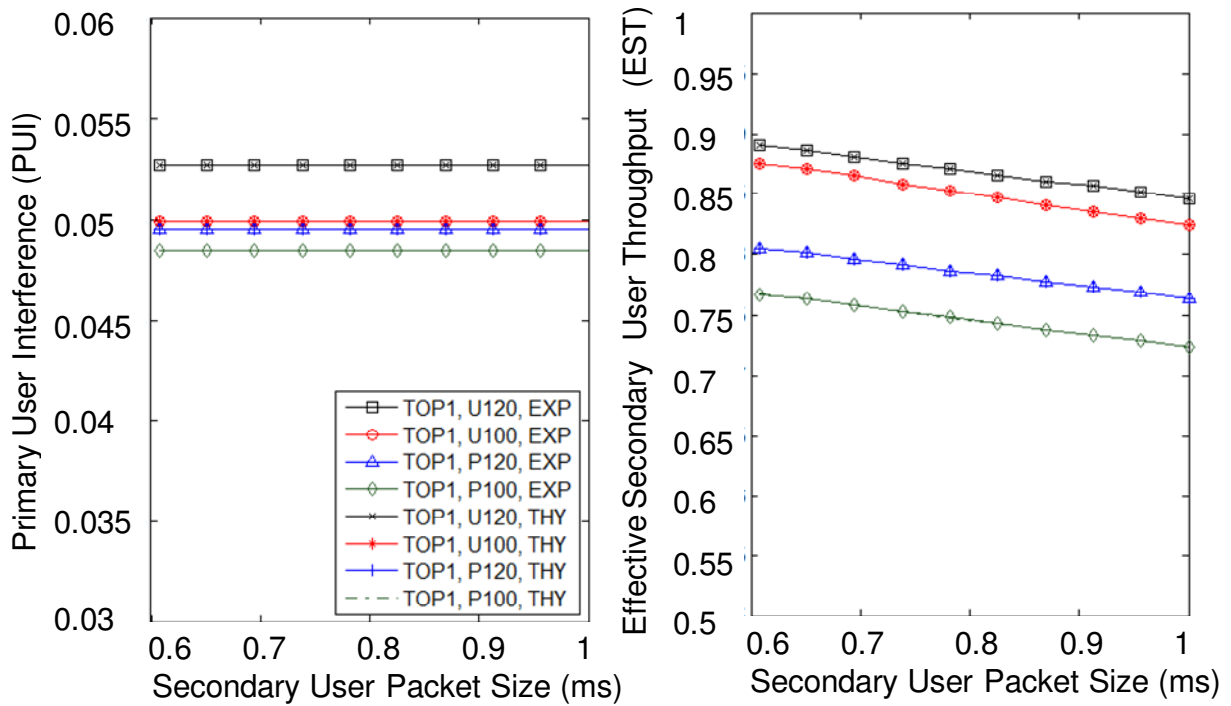 Primary User Interference (PUI)
0.06
0.055
0.05
0.045
0.04
0.035
0.03
TOP1, U120, EXP
TOP1, U100, EXP
TOP1, P120, EXP
TOP1, P100, EXP
TOP1, U120, THY
TOP1, U100, THY
TOP1, P120, THY
TOP1, P100, THY
0.6 0.7 0.8 0.9 1
Secondary User Packet Size (ms)
Effective Secondary User Throughput (EST)
1
0.95
0.9
0.85
0.8
0.75
0.7
0.65
0.6
0.55
0.5
0.6 0.7 0.8 0.9 1
Secondary User Packet Size (ms)